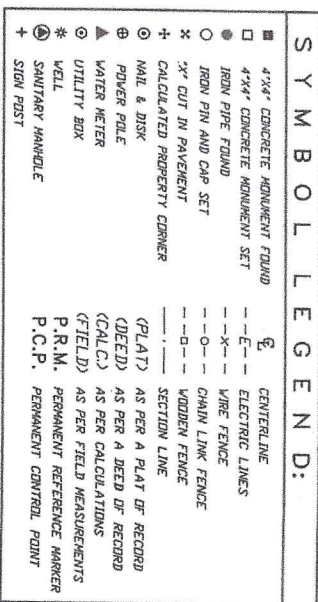 SYMBOL LEGEND:
4"X4" CONCRETE MONUMENT FOUND
4"X4" CONCRETE MONUMENT SET
IRON PIPE FOUND
IRON PIN AND CAP SET
"X" CUT IN PAVEMENT
CALCULATED PROPERTY CORNER
NAIL & DISK
POWER POLE
WATER METER
UTILITY BOX
WELL
SANITARY MANHOLE
SIGN POST
℄ CENTERLINE
--E-- ELECTRIC LINES
--X-- WIRE FENCE
--O-- CHAIN LINK FENCE
--□-- WOODEN FENCE
SECTION LINE
(PLAT) AS PER A PLAT OF RECORD
(DEED) AS PER A DEED OF RECORD
(CALC.) AS PER CALCULATIONS
(FIELD) AS PER FIELD MEASUREMENTS
P.R.M. PERMANENT REFERENCE MARKER
P.C.P. PERMANENT CONTROL POINT